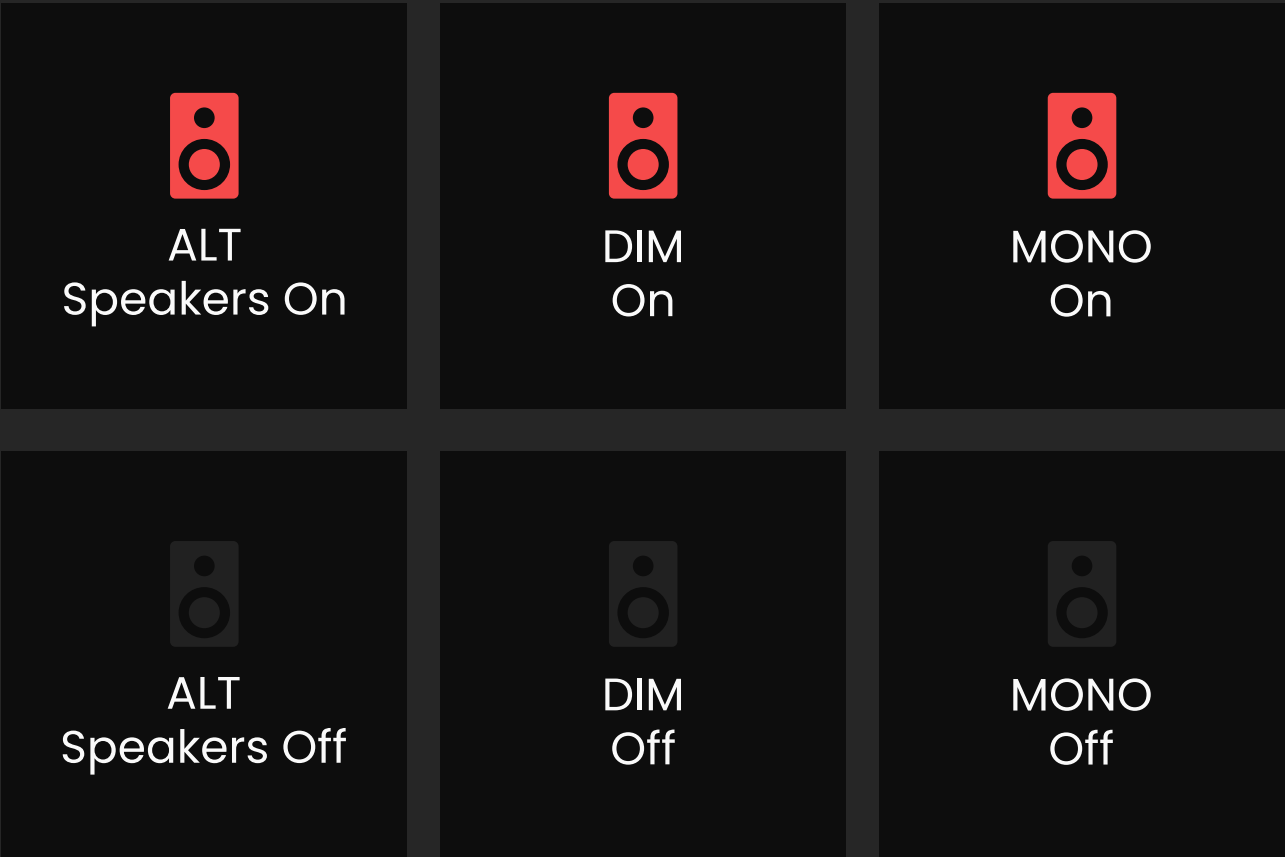 ALT
Speakers On
DIM
On
MONO
On
ALT
Speakers Off
DIM
Off
MONO
Off